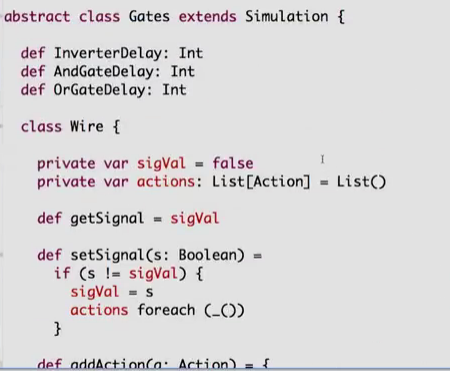 abstract class Gates extends Simulation {
def InverterDelay: Int
def AndGateDelay: Int
def OrGateDelay: Int
class Wire {
private var sigVal = false
private var actions: List[Action] = List()
def getSignal = sigVal
def setSignal(s: Boolean) =
if (s != sigVal) {
sigVal = s
actions foreach (_())
}
def addAction(a: Action) = {